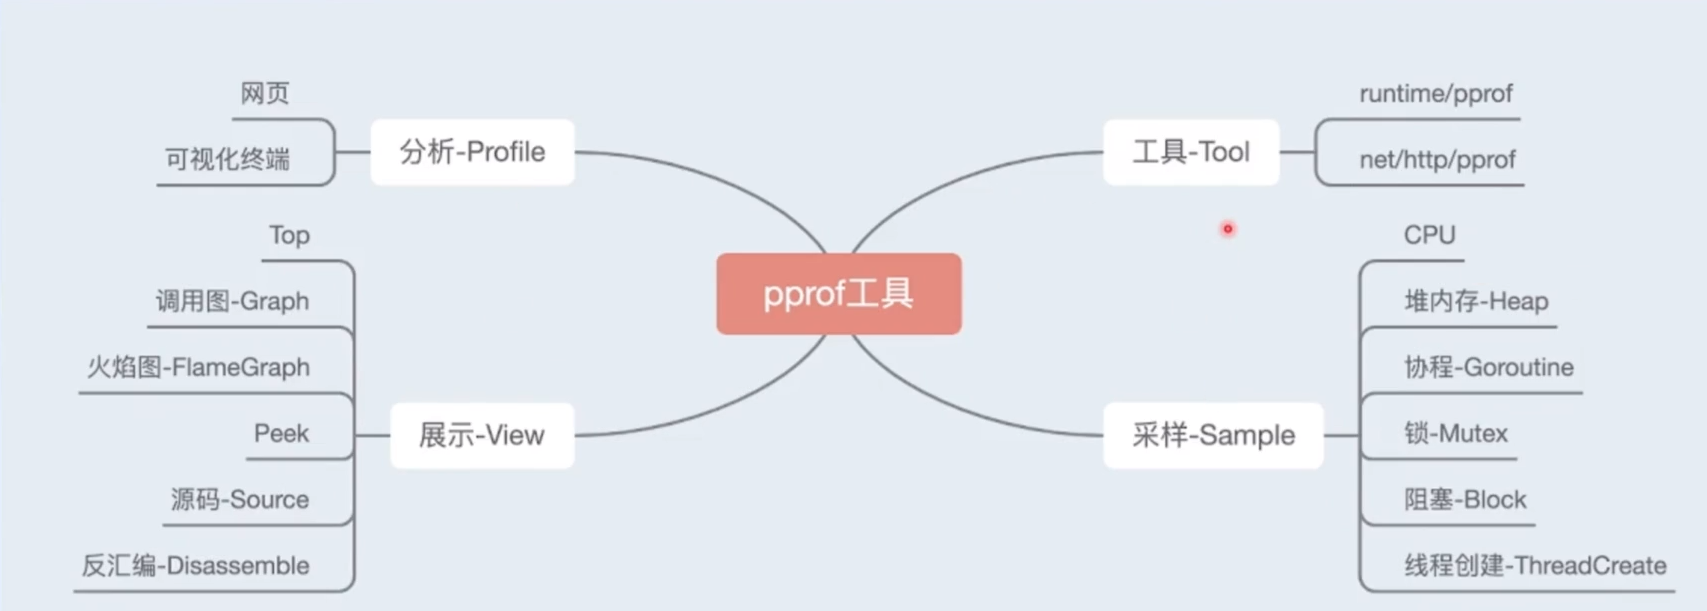 pprof工具
分析-Profile
网页
可视化终端
展示-View
Top
调用图-Graph
火焰图-FlameGraph
Peek
源码-Source
反汇编-Disassemble
工具-Tool
runtime/pprof
net/http/pprof
采样-Sample
CPU
堆内存-Heap
协程-Goroutine
锁-Mutex
阻塞-Block
线程创建-ThreadCreate